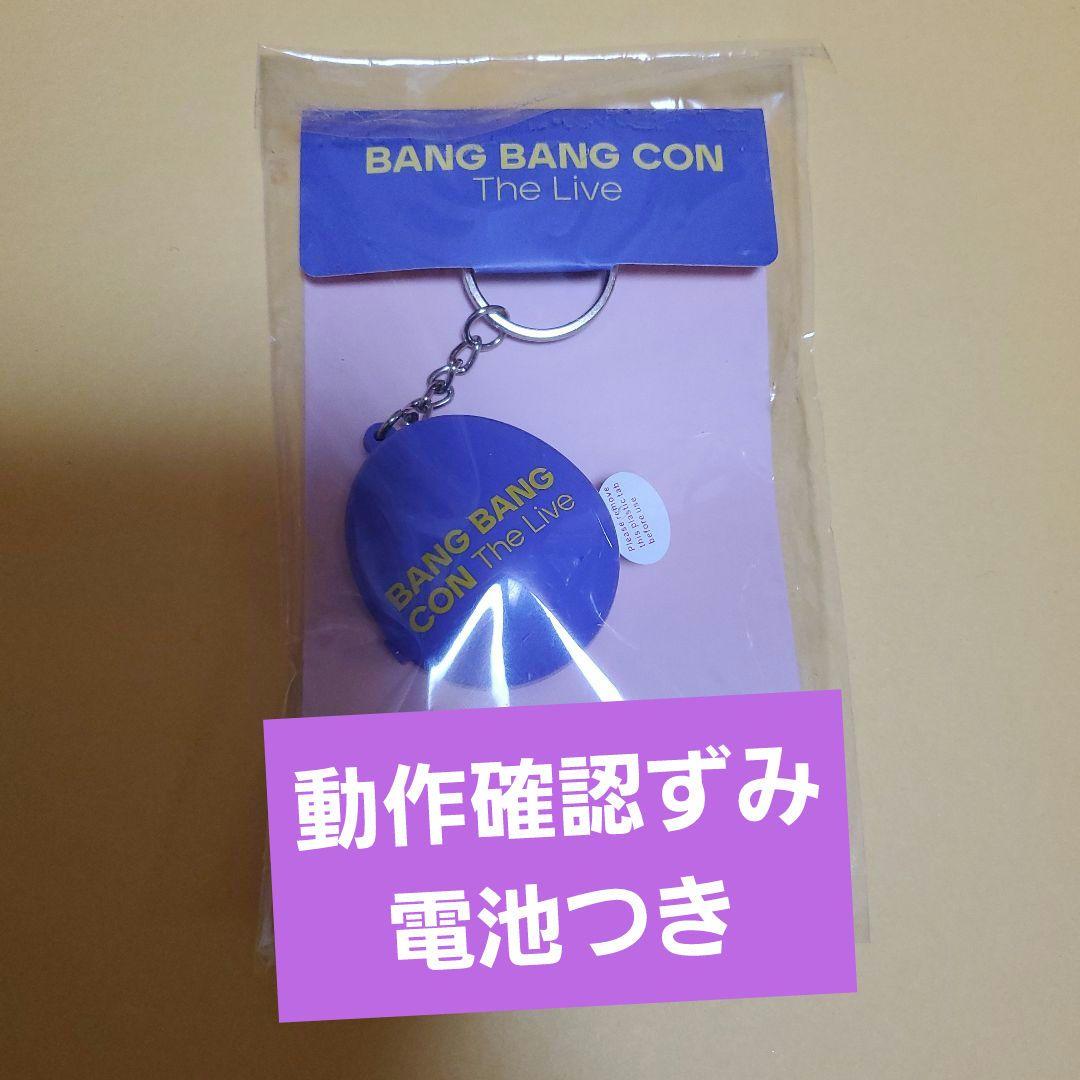 BANG BANG CON
The Live
BANG BANG
CON The Live
Please remove
this plastic tab
before use
動作確認ずみ
電池つき